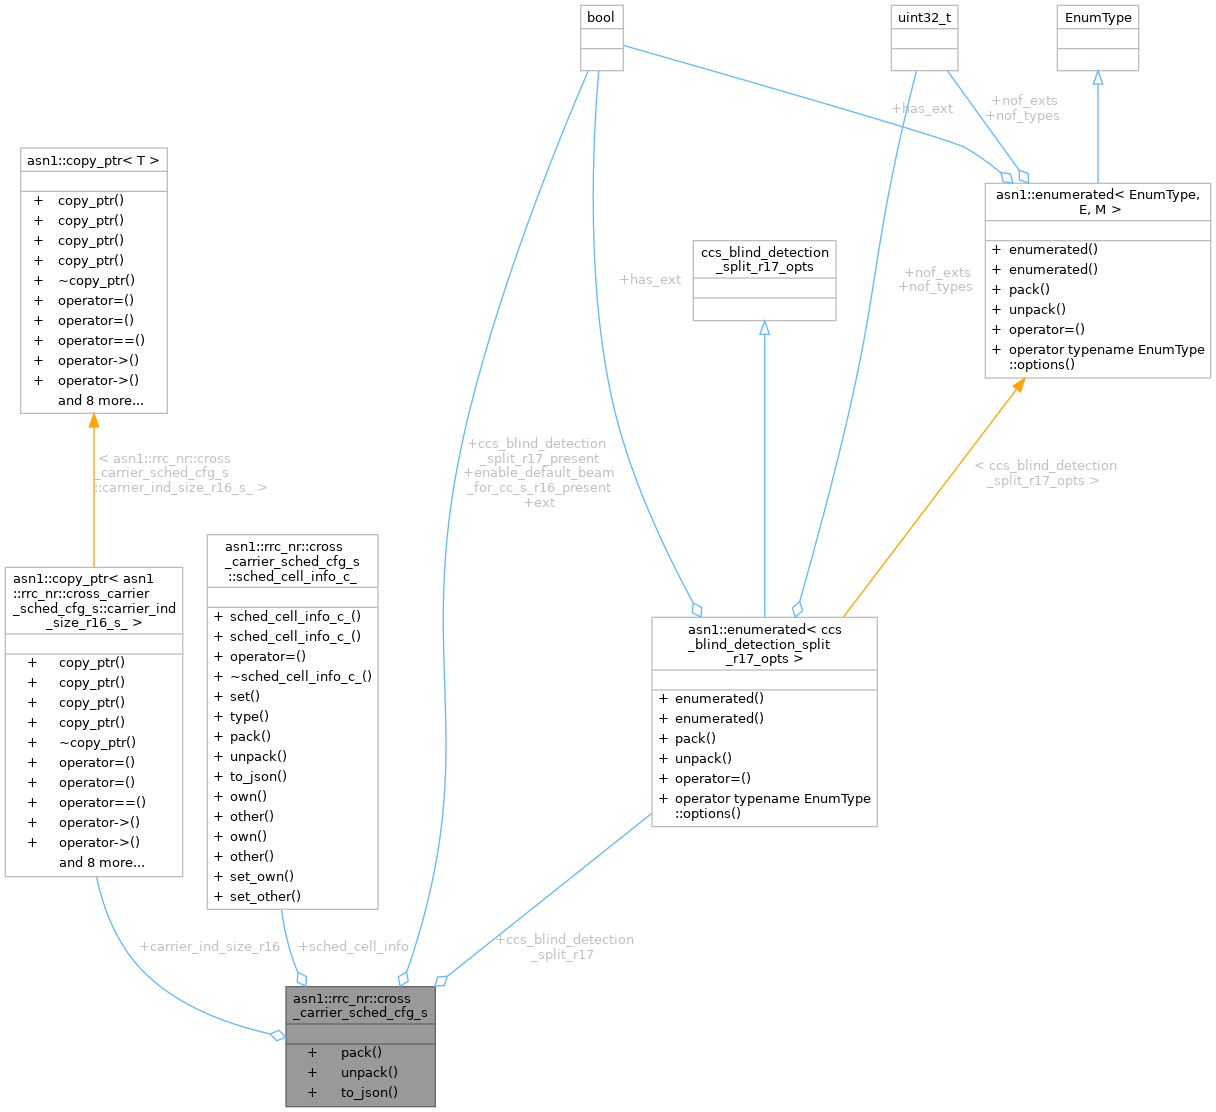 bool
uint32_t
EnumType
+has_ext
+nof_exts
+nof_types
asn1::copy_ptr< T >
+ copy_ptr()
+ copy_ptr()
+ copy_ptr()
+ copy_ptr()
+ ~copy_ptr()
+ operator=()
+ operator=()
+ operator==()
+ operator->()
+ operator->()
and 8 more...
asn1::enumerated< EnumType,
E, M >
+ enumerated()
+ enumerated()
+ pack()
+ unpack()
+ operator=()
+ operator typename EnumType
::options()
ccs_blind_detection
_split_r17_opts
+has_ext
+nof_exts
+nof_types
< asn1::rrc_nr::cross
_carrier_sched_cfg_s
::carrier_ind_size_r16_s_ >
+ccs_blind_detection
_split_r17_present
+enable_default_beam
_for_cc_s_r16_present
+ext
< ccs_blind_detection
_split_r17_opts >
asn1::copy_ptr< asn1
::rrc_nr::cross_carrier
_sched_cfg_s::carrier_ind
_size_r16_s_ >
+ copy_ptr()
+ copy_ptr()
+ copy_ptr()
+ copy_ptr()
+ ~copy_ptr()
+ operator=()
+ operator=()
+ operator==()
+ operator->()
+ operator->()
and 8 more...
asn1::rrc_nr::cross
_carrier_sched_cfg_s
::sched_cell_info_c_
+ sched_cell_info_c_()
+ sched_cell_info_c_()
+ operator=()
+ ~sched_cell_info_c_()
+ set()
+ type()
+ pack()
+ unpack()
+ to_json()
+ own()
+ other()
+ own()
+ other()
+ set_own()
+ set_other()
asn1::enumerated< ccs
_blind_detection_split
_r17_opts >
+ enumerated()
+ enumerated()
+ pack()
+ unpack()
+ operator=()
+ operator typename EnumType
::options()
+carrier_ind_size_r16
+sched_cell_info
+ccs_blind_detection
_split_r17
asn1::rrc_nr::cross
_carrier_sched_cfg_s
+ pack()
+ unpack()
+ to_json()